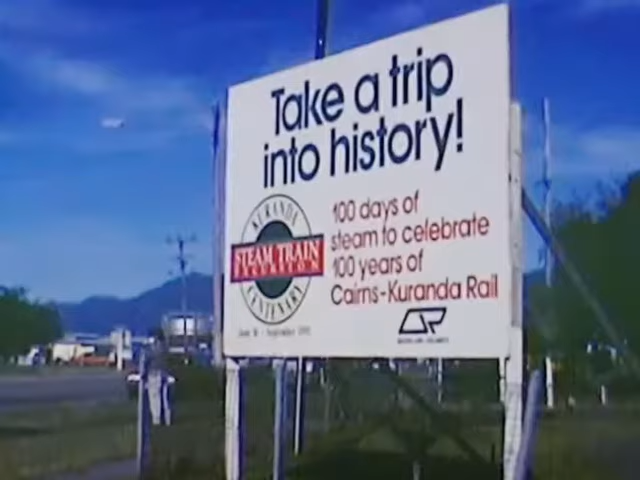 Take a trip
into history!
KURANDA
STEAM TRAIN
CENTENARY
100 days of
steam to celebrate
100 years of
Cairns-Kuranda Rail
QR